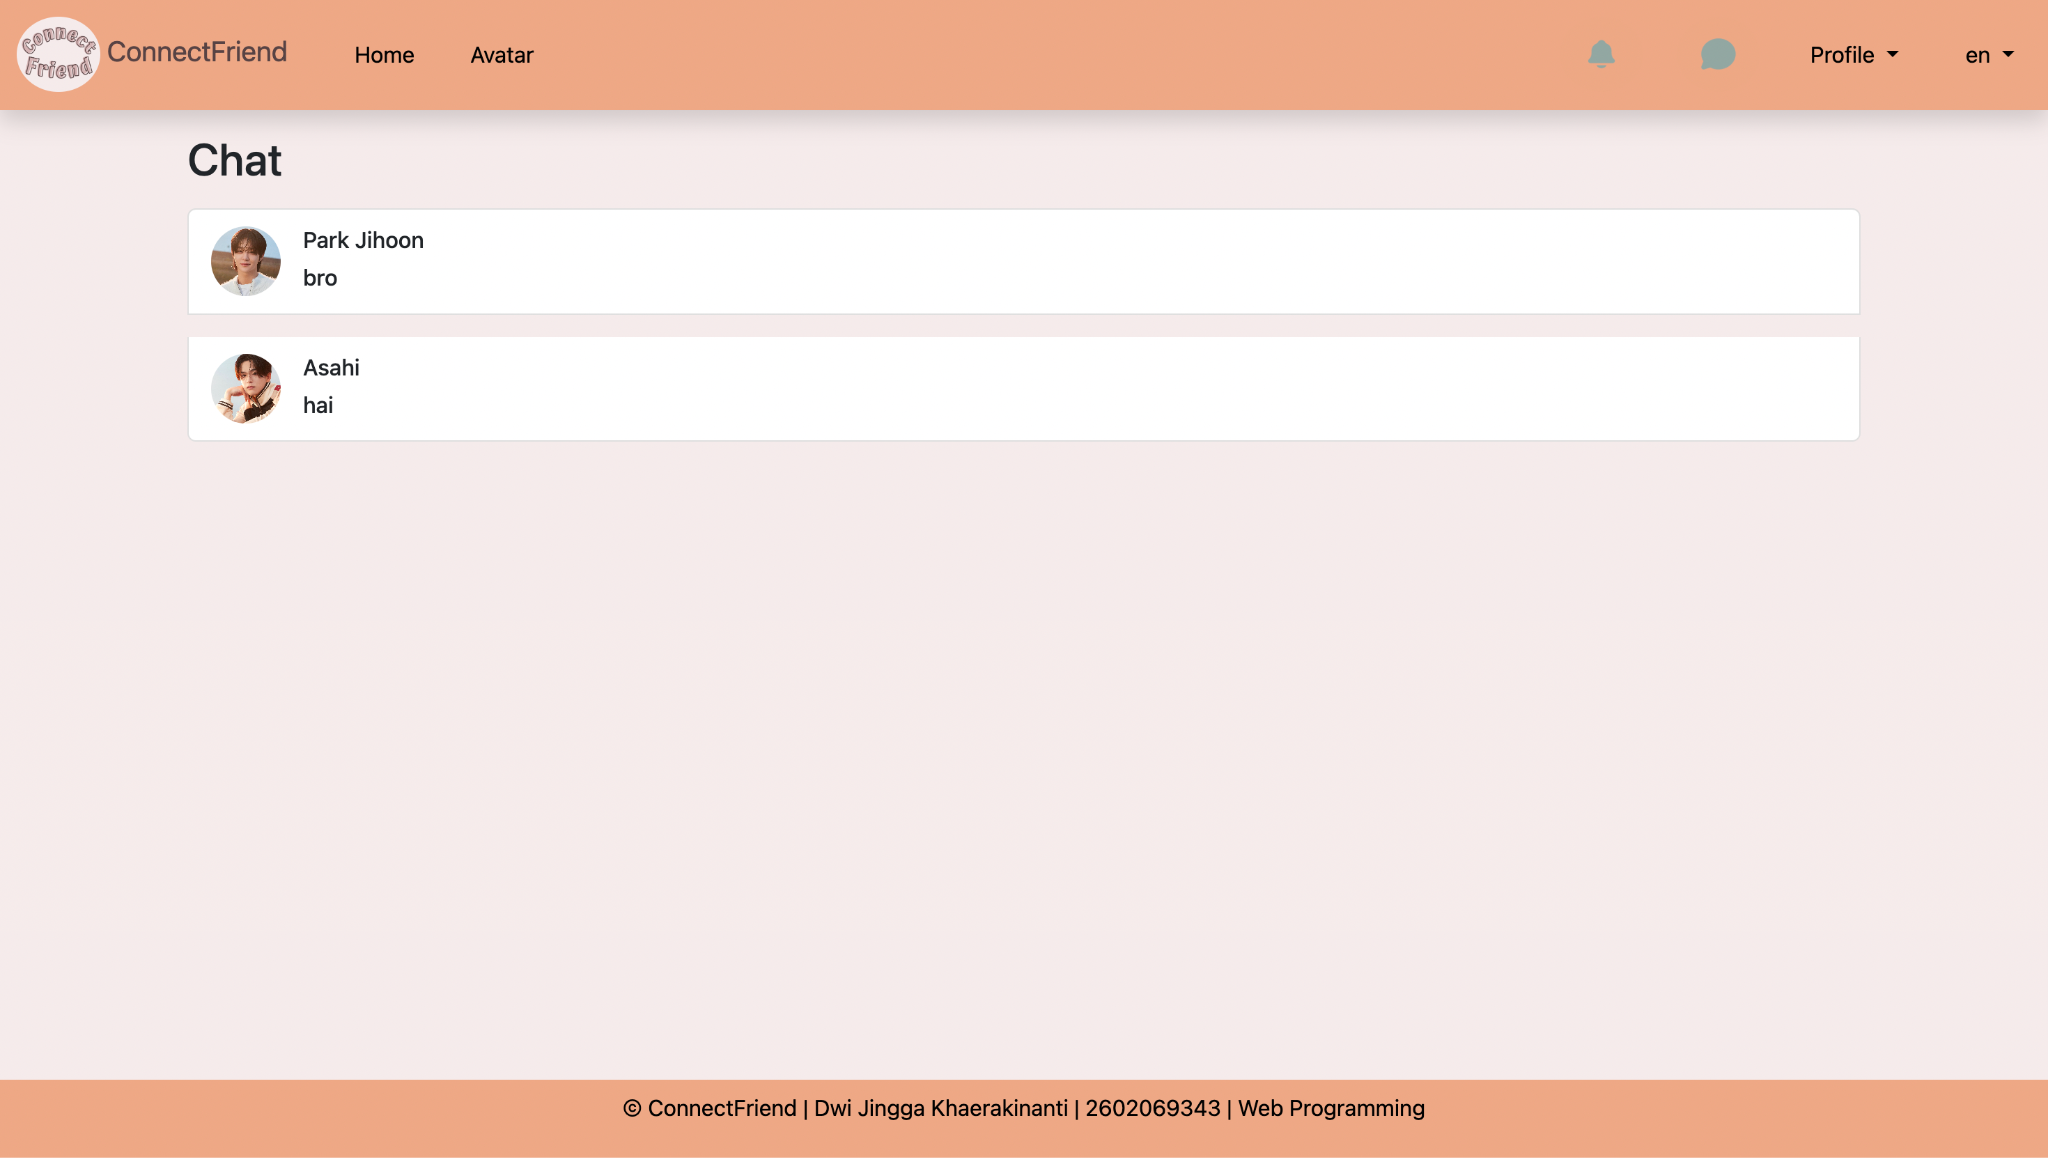 Connect
Friend
ConnectFriend
Home
Avatar
Profile
en
Chat
Park Jihoon
bro
Asahi
hai
© ConnectFriend | Dwi Jingga Khaerakinanti | 2602069343 | Web Programming